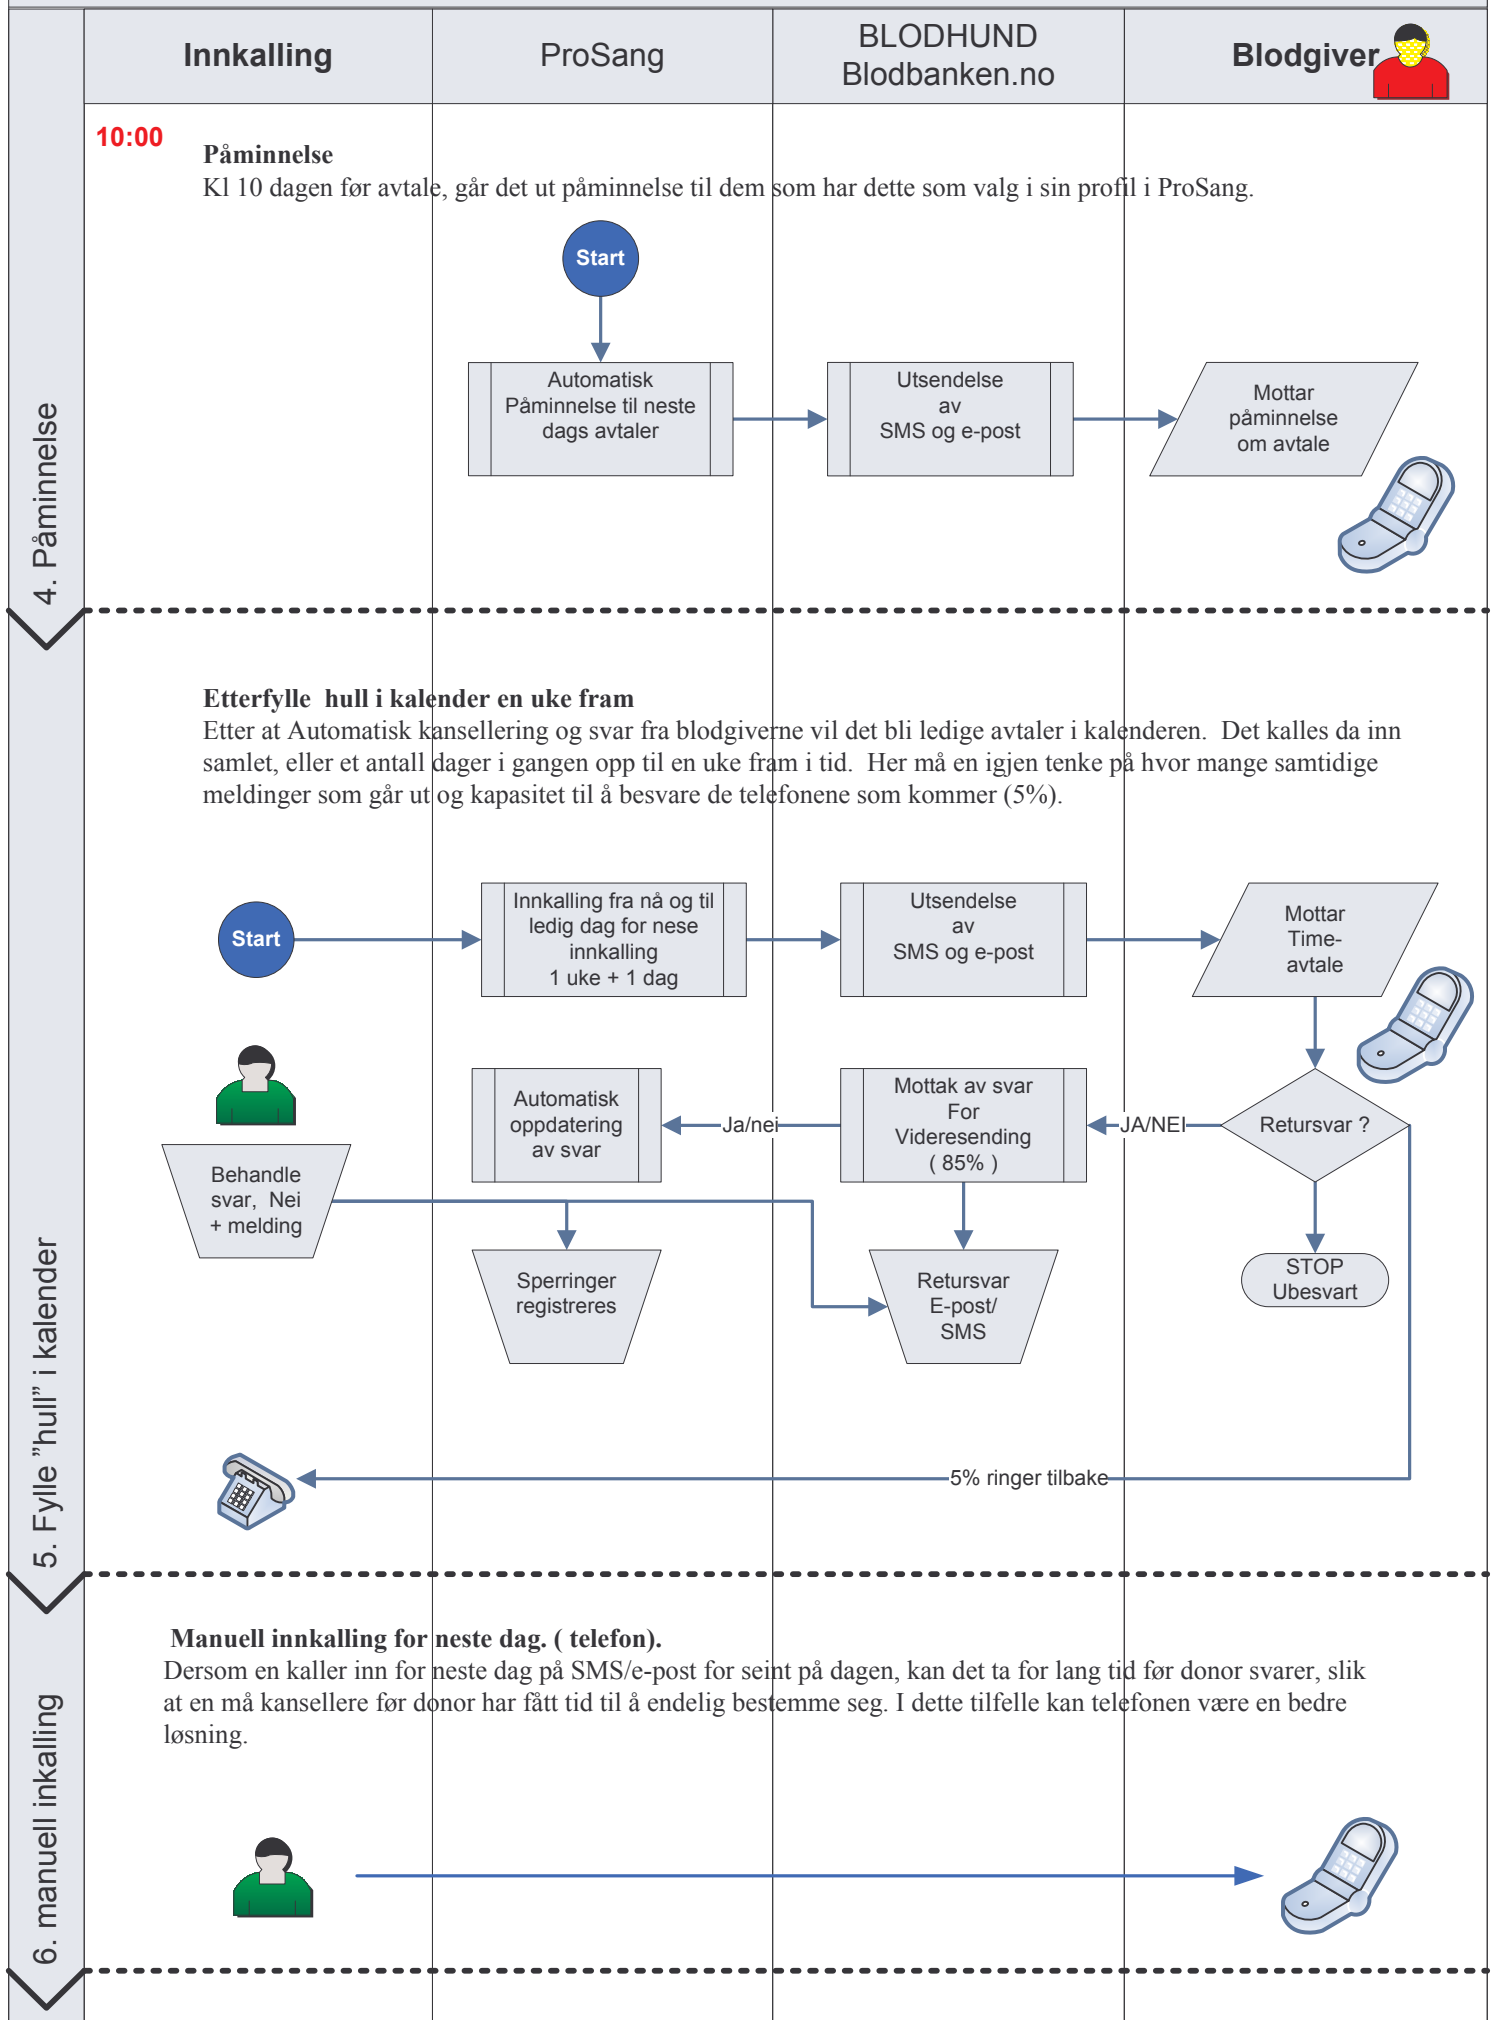 Innkalling
ProSang
BLODHUND
Blodbanken.no
Blodgiver
4. Påminnelse
10:00
Påminnelse
Kl 10 dagen før avtale, går det ut påminnelse til dem som har dette som valg i sin profil i ProSang.
Start
Automatisk
Påminnelse til neste
dags avtaler
Utsendelse
av
SMS og e-post
Mottar
påminnelse
om avtale
5. Fylle ”hull” i kalender
Etterfylle  hull i kalender en uke fram
Etter at Automatisk kansellering og svar fra blodgiverne vil det bli ledige avtaler i kalenderen.  Det kalles da inn
samlet, eller et antall dager i gangen opp til en uke fram i tid.  Her må en igjen tenke på hvor mange samtidige
meldinger som går ut og kapasitet til å besvare de telefonene som kommer (5%).
Start
Innkalling fra nå og til
ledig dag for nese
innkalling
1 uke + 1 dag
Utsendelse
av
SMS og e-post
Mottar
Time-
avtale
Automatisk
oppdatering
av svar
Ja/nei
Mottak av svar
For
Videresending
( 85% )
JA/NEI
Retursvar ?
Behandle
svar,  Nei
+ melding
Sperringer
registreres
Retursvar
E-post/
SMS
STOP
Ubesvart
5% ringer tilbake
6. manuell inkalling
Manuell innkalling for neste dag. ( telefon).
Dersom en kaller inn for neste dag på SMS/e-post for seint på dagen, kan det ta for lang tid før donor svarer, slik
at en må kansellere før donor har fått tid til å endelig bestemme seg. I dette tilfelle kan telefonen være en bedre
løsning.